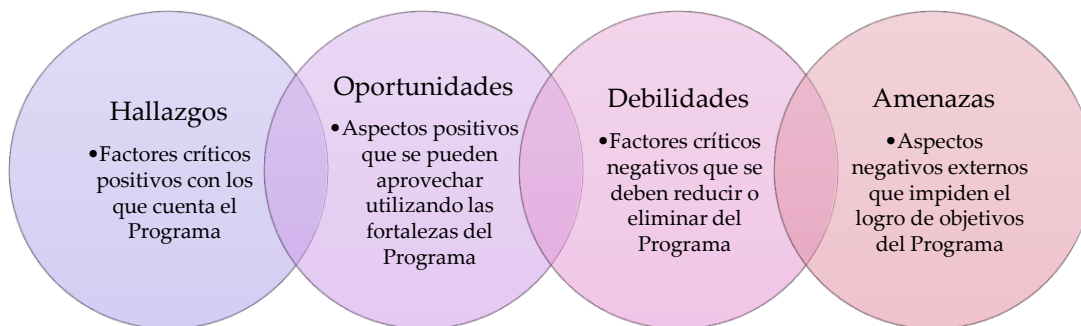 Hallazgos
•Factores críticos
positivos con los
que cuenta el
Programa
Oportunidades
•Aspectos positivos
que se pueden
aprovechar
utilizando las
fortalezas del
Programa
Debilidades
•Factores críticos
negativos que se
deben reducir o
eliminar del
Programa
Amenazas
•Aspectos
negativos externos
que impiden el
logro de objetivos
del Programa